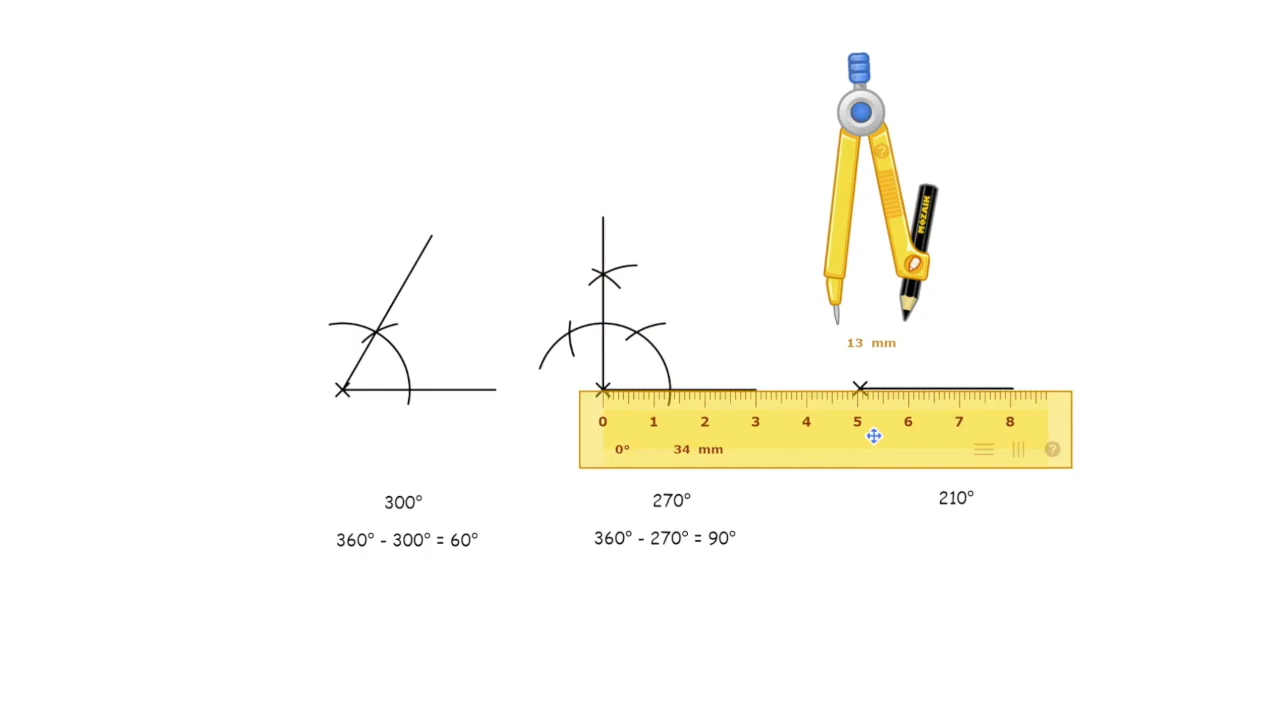 MOZAIK
13 mm
0 1 2 3 4 5 6 7 8
0° 34 mm
300° 270° 210°
360° - 300° = 60° 360° - 270° = 90°